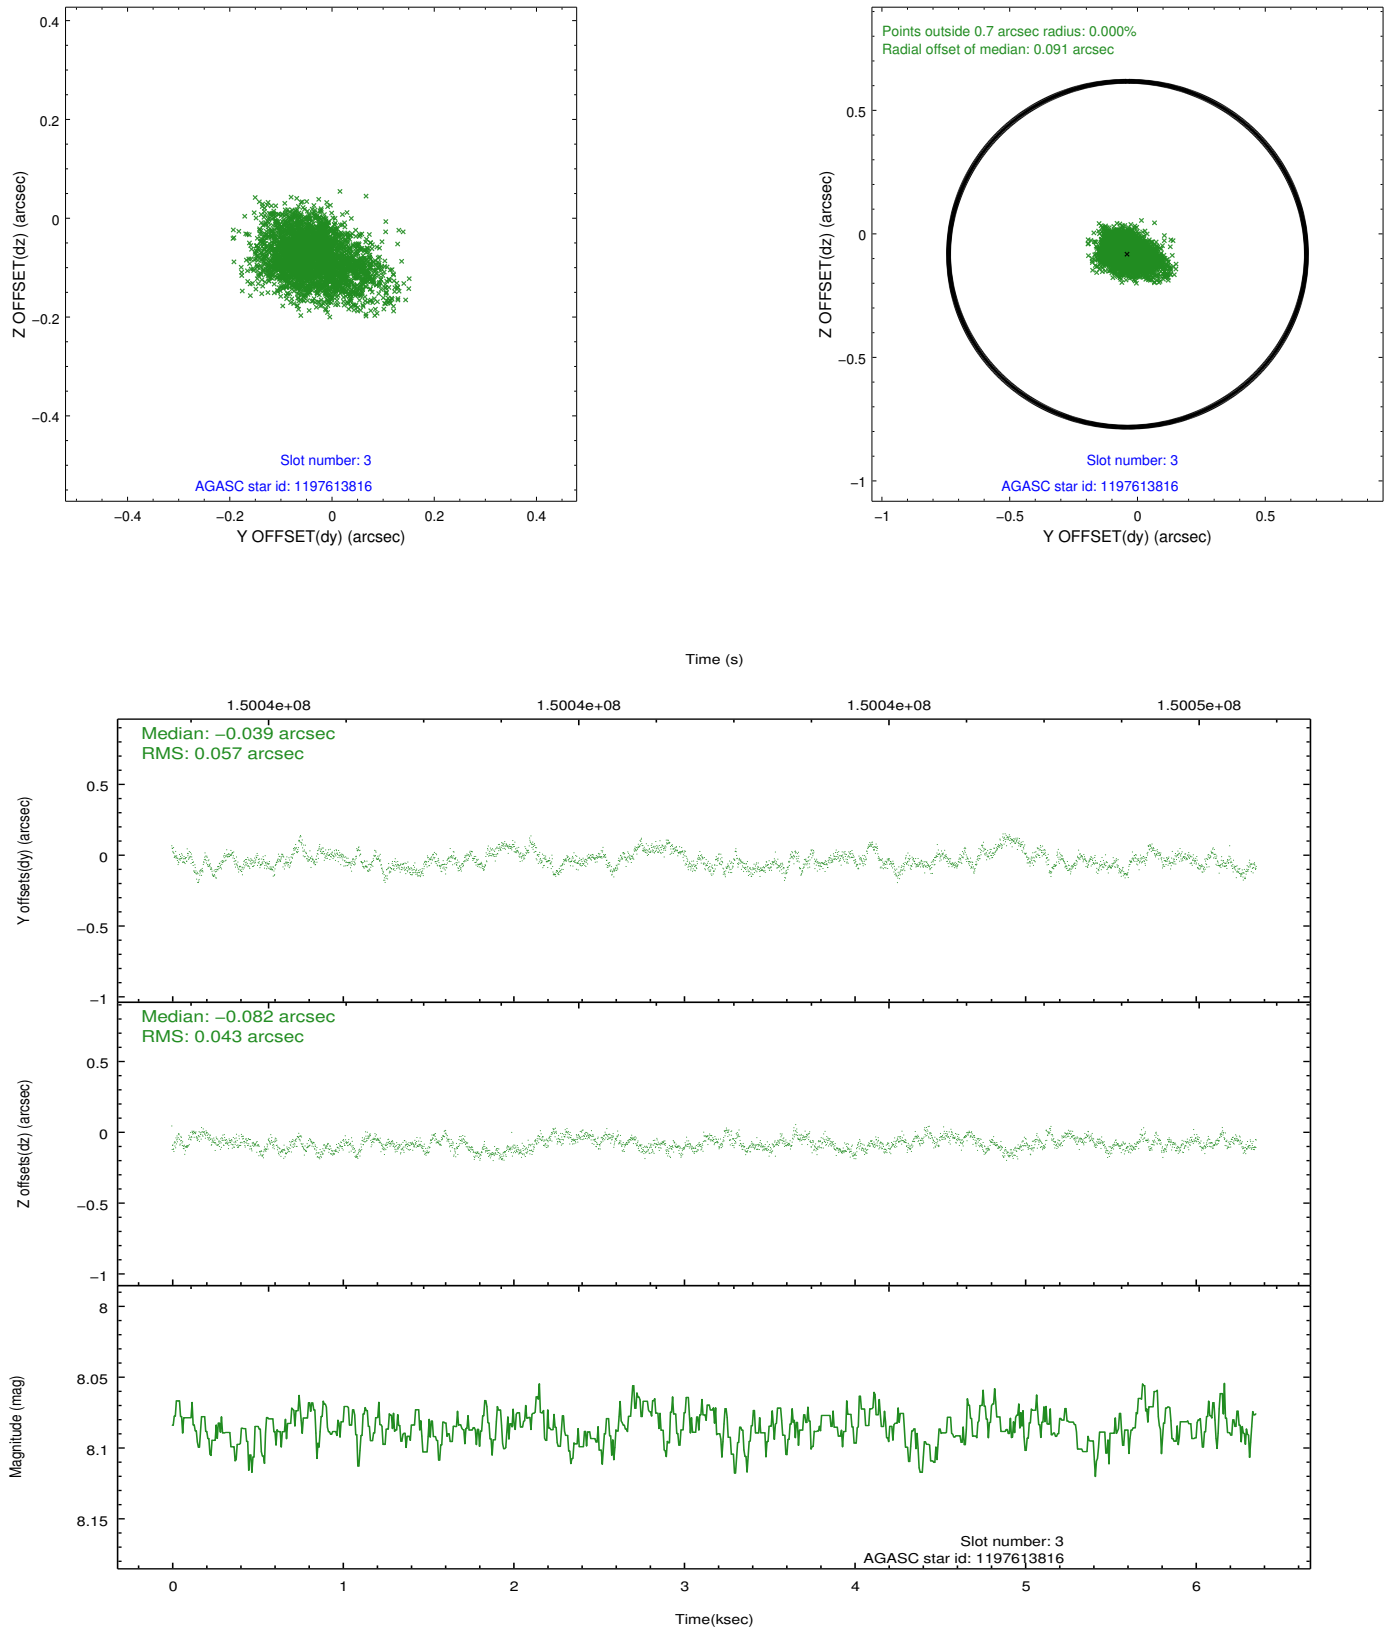 0.4
0.2
0
−0.2
−0.4
Z OFFSET(dz) (arcsec)
Slot number: 3
AGASC star id: 1197613816
−0.4
−0.2
0
0.2
0.4
Y OFFSET(dy) (arcsec)
Points outside 0.7 arcsec radius: 0.000%
Radial offset of median: 0.091 arcsec
0.5
0
−0.5
−1
Z OFFSET(dz) (arcsec)
Slot number: 3
AGASC star id: 1197613816
−1
−0.5
0
0.5
Y OFFSET(dy) (arcsec)
Time (s)
1.5004e+08
1.5004e+08
1.5004e+08
1.5005e+08
Median: −0.039 arcsec
RMS: 0.057 arcsec
0.5
0
−0.5
−1
Y offsets(dy) (arcsec)
Median: −0.082 arcsec
RMS: 0.043 arcsec
0.5
0
−0.5
−1
Z offsets(dz) (arcsec)
8
8.05
8.1
8.15
Magnitude (mag)
Slot number: 3
AGASC star id: 1197613816
0
1
2
3
4
5
6
Time(ksec)